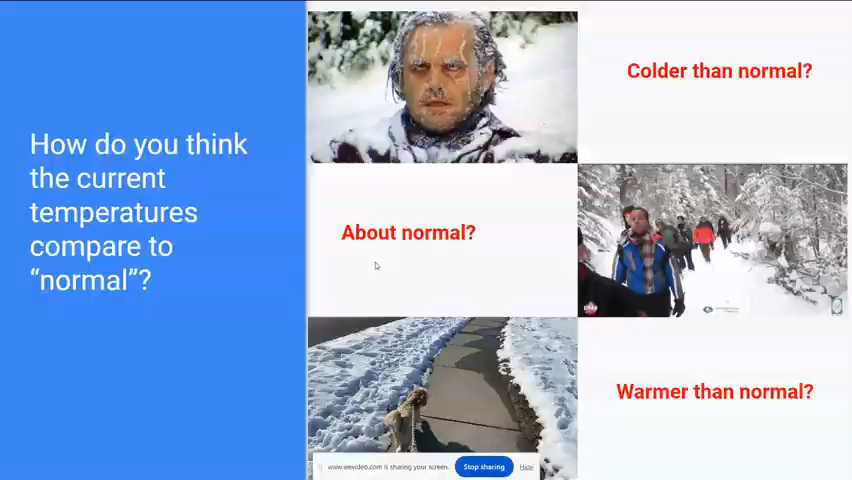 How do you think
the current
temperatures
compare to
“normal”?
Colder than normal?
About normal?
Warmer than normal?
www.wevideo.com is sharing your screen.
Stop sharing
Hide